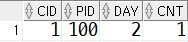 CID PID DAY CNT
1 1 100 2 1